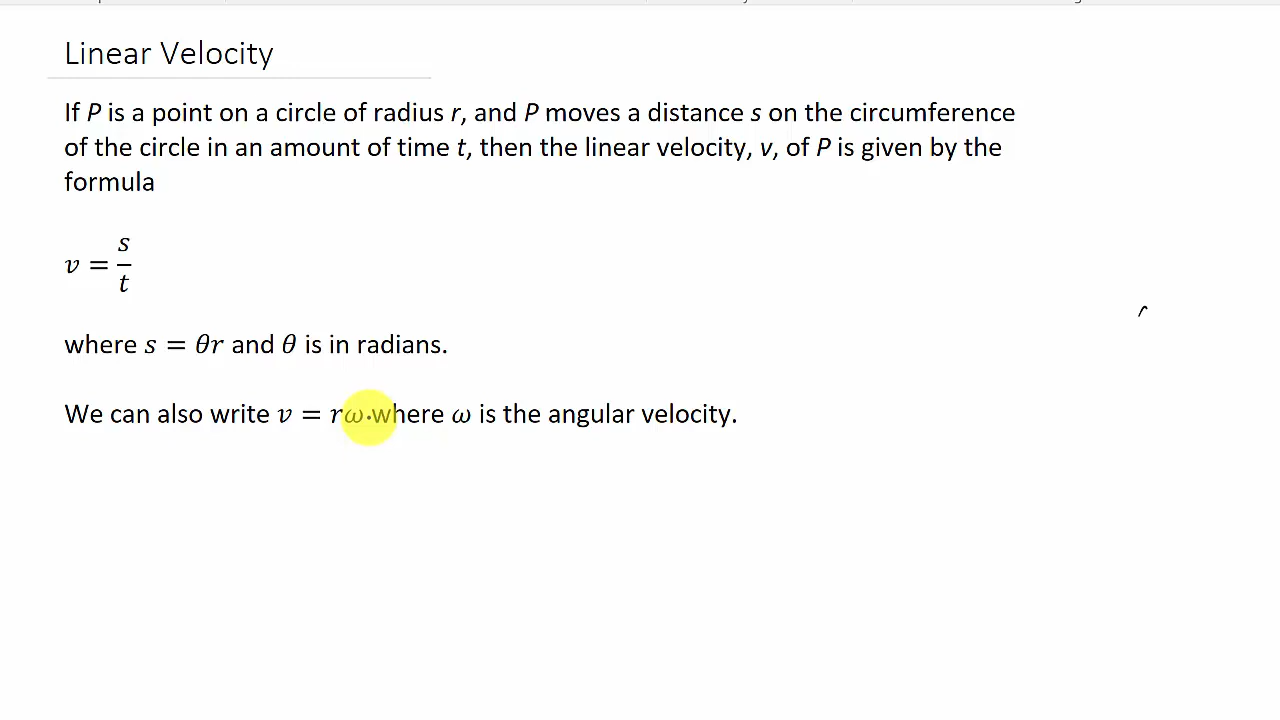 Linear Velocity
If P is a point on a circle of radius r, and P moves a distance s on the circumference
of the circle in an amount of time t, then the linear velocity, v, of P is given by the
formula
v = s/t
where s = θr and θ is in radians.
We can also write v = rω where ω is the angular velocity.